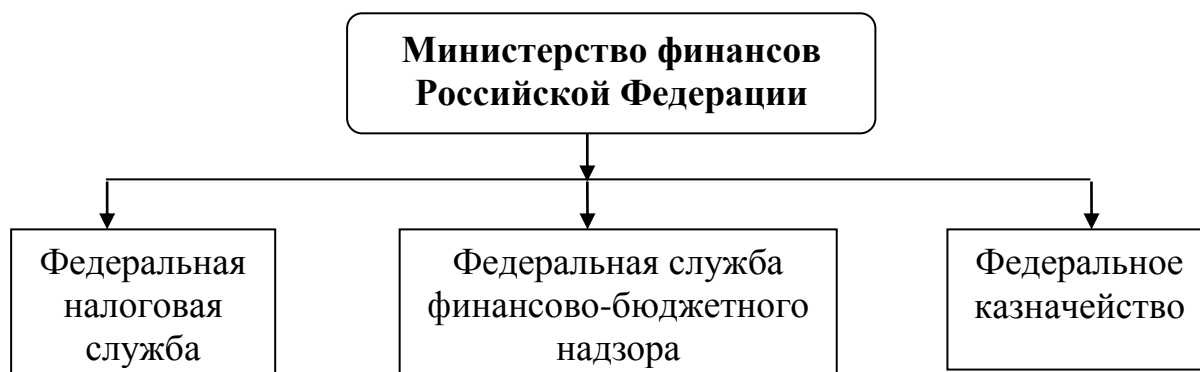 Министерство финансов
Российской Федерации
Федеральная
налоговая
служба
Федеральная служба
финансово-бюджетного
надзора
Федеральное
казначейство